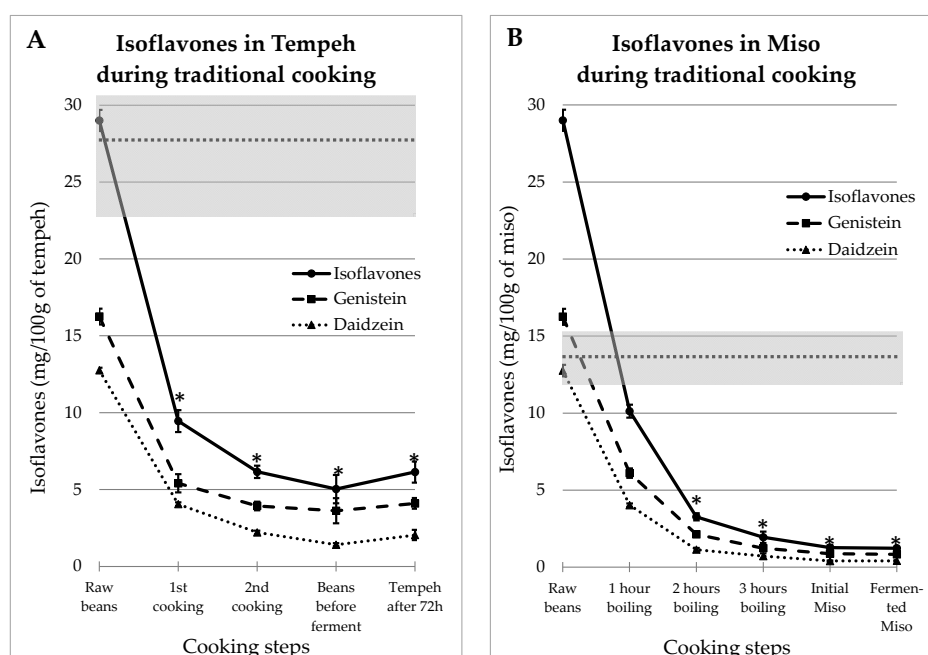 A
Isoflavones in Tempeh
during traditional cooking
Isoflavones (mg/100g of tempeh)
30
25
20
15
10
5
0
Isoflavones
Genistein
Daidzein
*
*
*
*
Raw
beans
1st
cooking
2nd
cooking
Beans
before
ferment
Tempeh
after 72h
Cooking steps
B
Isoflavones in Miso
during traditional cooking
Isoflavones (mg/100g of miso)
30
25
20
15
10
5
0
Isoflavones
Genistein
Daidzein
*
*
*
*
Raw
beans
1 hour
boiling
2 hours
boiling
3 hours
boiling
Initial
Miso
Fermen-
ted
Miso
Cooking steps